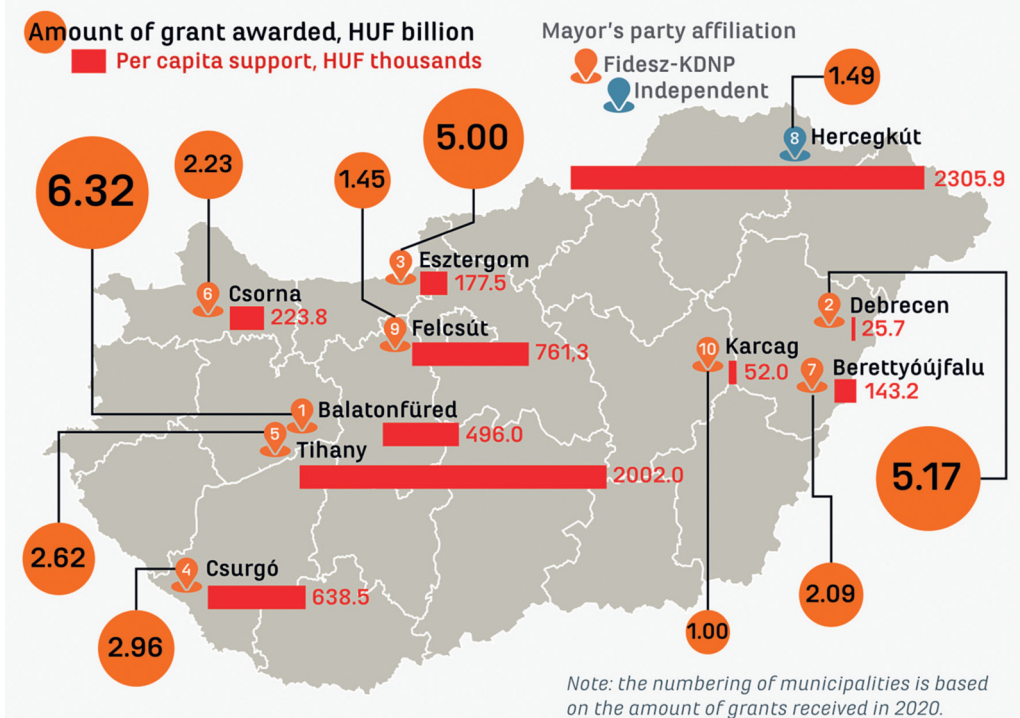 Amount of grant awarded, HUF billion
Per capita support, HUF thousands
Mayor's party affiliation
Fidesz-KDNP
Independent
1.49
8
Hercegkút
2305.9
5.00
2.23
1.45
6.32
3
Esztergom
177.5
6
Csorna
223.8
9
Felcsút
761,3
2
Debrecen
25.7
10
Karcag
52.0
7
Berettyóújfalu
143.2
1
Balatonfüred
496.0
5
Tihany
2002.0
5.17
2.62
4
Csurgó
638.5
2.96
2.09
1.00
Note: the numbering of municipalities is based
on the amount of grants received in 2020.